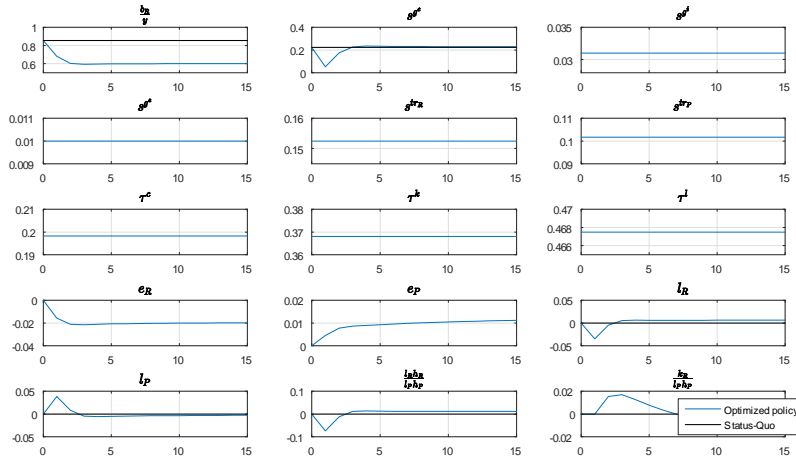 b_R/y s^{g^c} s^{g^i}
1 0.8 0.6
0.4 0.2 0
0.035 0.03
0 5 10 15 0 5 10 15 0 5 10 15
s^{g^e} s^{tr_R} s^{tr_P}
0.011 0.01 0.009
0.16 0.15
0.11 0.1 0.09
0 5 10 15 0 5 10 15 0 5 10 15
τ^c τ^k τ^l
0.21 0.2 0.19
0.38 0.37 0.36
0.47 0.468 0.466
0 5 10 15 0 5 10 15 0 5 10 15
e_R e_P l_R
0 -0.02 -0.04
0.02 0.01 0
0.05 0 -0.05
0 5 10 15 0 5 10 15 0 5 10 15
l_P l_R h_R/l_P h_P k_R/l_P h_P
0.05 0 -0.05
0.1 0 -0.1
0.02 0 0.02
Optimized policy
Status-Quo
0 5 10 15 0 5 10 15 0 5 10 15